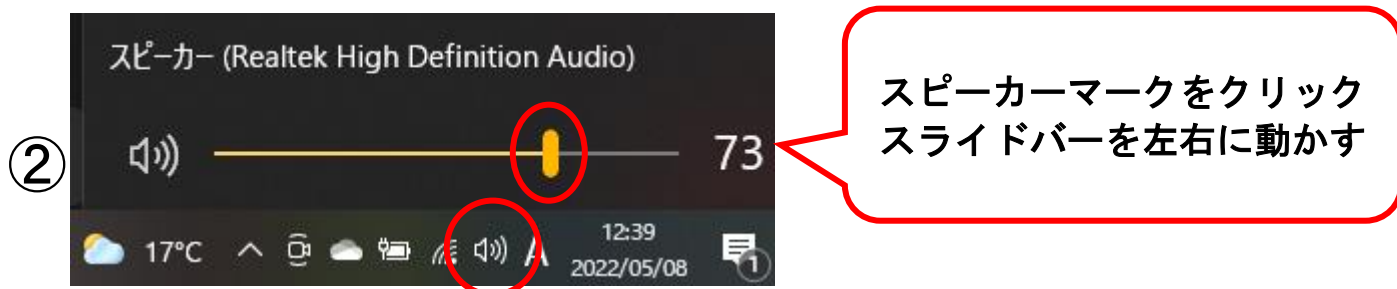 スピーカー (Realtek High Definition Audio)
スピーカーマークをクリック
スライドバーを左右に動かす
②
73
17°C
A
12:39
2022/05/08
1